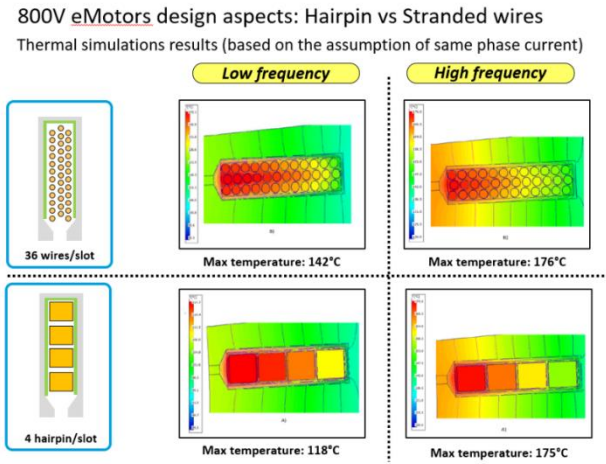 800V eMotors design aspects: Hairpin vs Stranded wires
Thermal simulations results (based on the assumption of same phase current)
Low frequency
High frequency
36 wires/slot
Max temperature: 142°C
Max temperature: 176°C
4 hairpin/slot
Max temperature: 118°C
Max temperature: 175°C